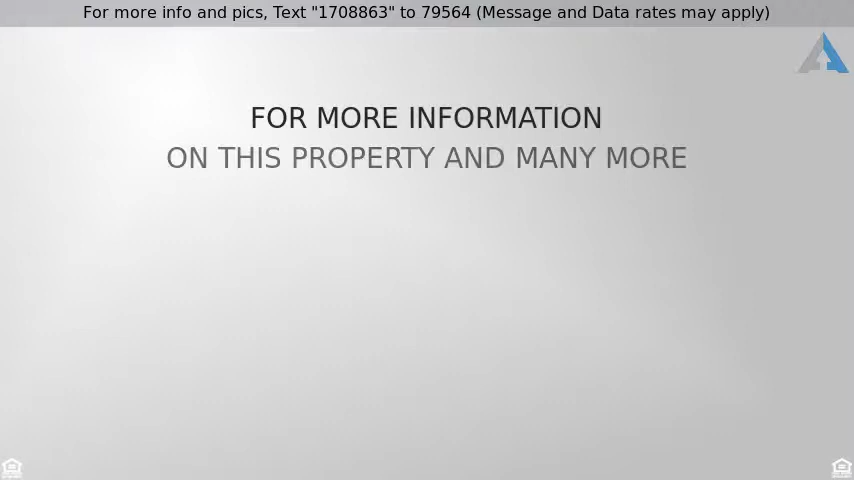 For more info and pics, Text "1708863" to 79564 (Message and Data rates may apply)
FOR MORE INFORMATION
ON THIS PROPERTY AND MANY MORE